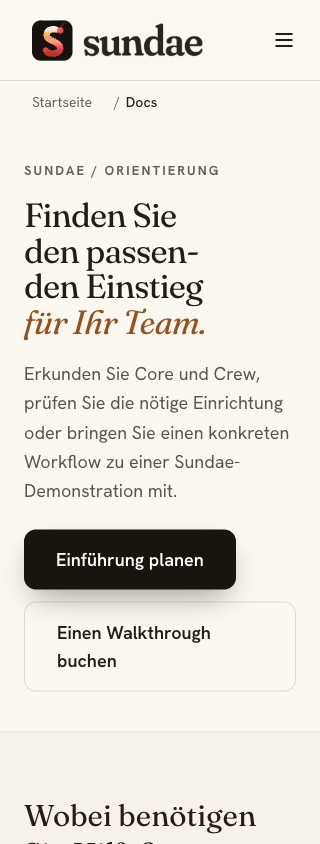 sundae
Startseite / Docs
SUNDAE / ORIENTIERUNG
Finden Sie
den passen-
den Einstieg
für Ihr Team.
Erkunden Sie Core und Crew,
prüfen Sie die nötige Einrichtung
oder bringen Sie einen konkreten
Workflow zu einer Sundae-
Demonstration mit.
Einführung planen
Einen Walkthrough
buchen
Wobei benötigen